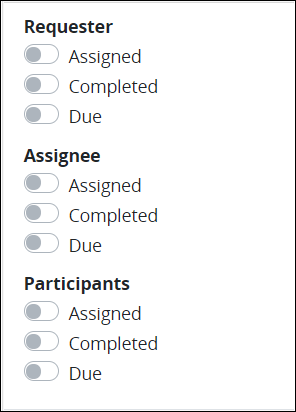 Requester
Assigned
Completed
Due
Assignee
Assigned
Completed
Due
Participants
Assigned
Completed
Due